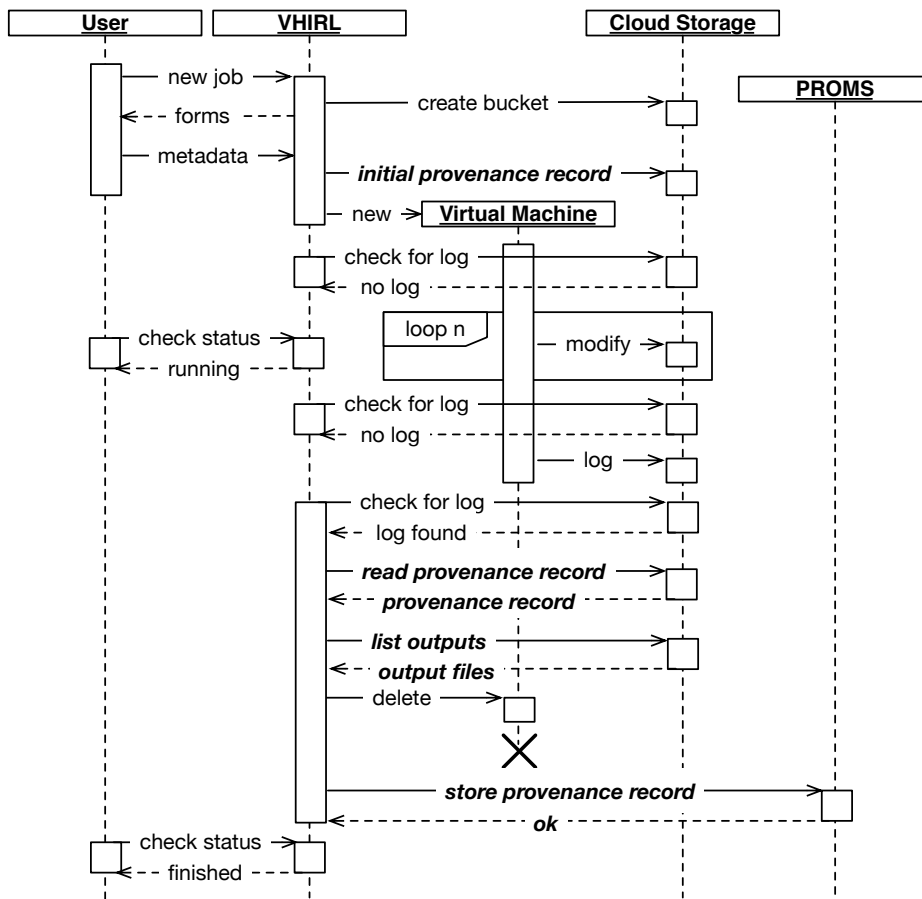 User
VHIRL
Cloud Storage
new job
PROMS
create bucket
forms
metadata
initial provenance record
new
Virtual Machine
check for log
no log
loop n
check status
modify
running
check for log
no log
log
check for log
log found
read provenance record
provenance record
list outputs
output files
delete
store provenance record
ok
check status
finished